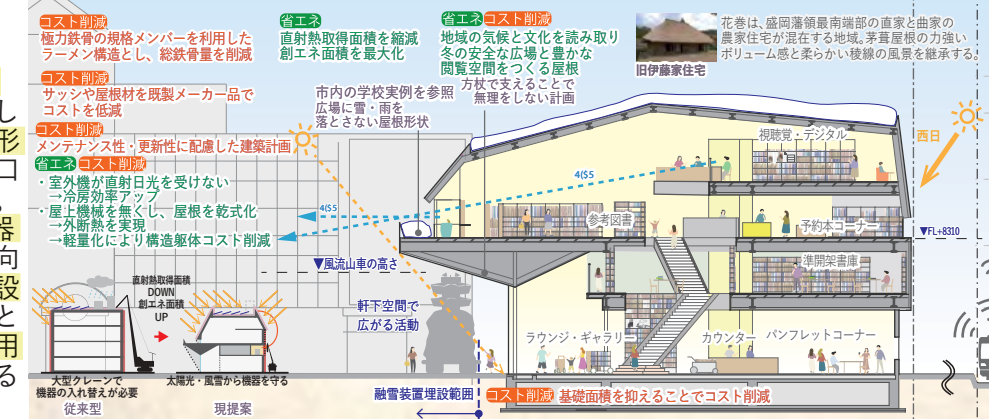 コスト削減
極力鉄骨の規格メンバーを利用した
ラーメン構造とし、総鉄骨量を削減
コスト削減
サッシや屋根材を既製メーカー品で
コストを低減
コスト削減
メンテナンス性・更新性に配慮した建築計画
省エネ コスト削減
・室外機が直射日光を受けない
→冷房効率アップ
・屋上機械を無くし、屋根を乾式化
→外断熱を実現
→軽量化により構造躯体コスト削減
省エネ
直射熱取得面積を縮減
創エネ面積を最大化
省エネ コスト削減
地域の気候と文化を読み取り
冬の安全な広場と豊かな
閲覧空間をつくる屋根
方杖で支えることで
無理をしない計画
市内の学校実例を参照
広場に雪・雨を
落とさない屋根形状
旧伊藤家住宅
花巻は、盛岡藩領最南端部の直家と曲家の
農家住宅が混在する地域。茅葺屋根の力強い
ボリューム感と柔らかい稜線の風景を継承する。
西日
視聴覚・デジタル
4($5
4($5
参考図書
予約本コーナー
▼FL+8310
準開架書庫
▼風流山車の高さ
軒下空間で
広がる活動
ラウンジ・ギャラリー
カウンター
パンフレットコーナー
直射熱取得面積
DOWN
創エネ面積
UP
大型クレーンで
機器の入れ替えが必要
従来型
太陽光・風雪から機器を守る
現提案
融雪装置埋設範囲
コスト削減 基礎面積を抑えることでコスト削減
し
形
口
器
向
設
と
用
る